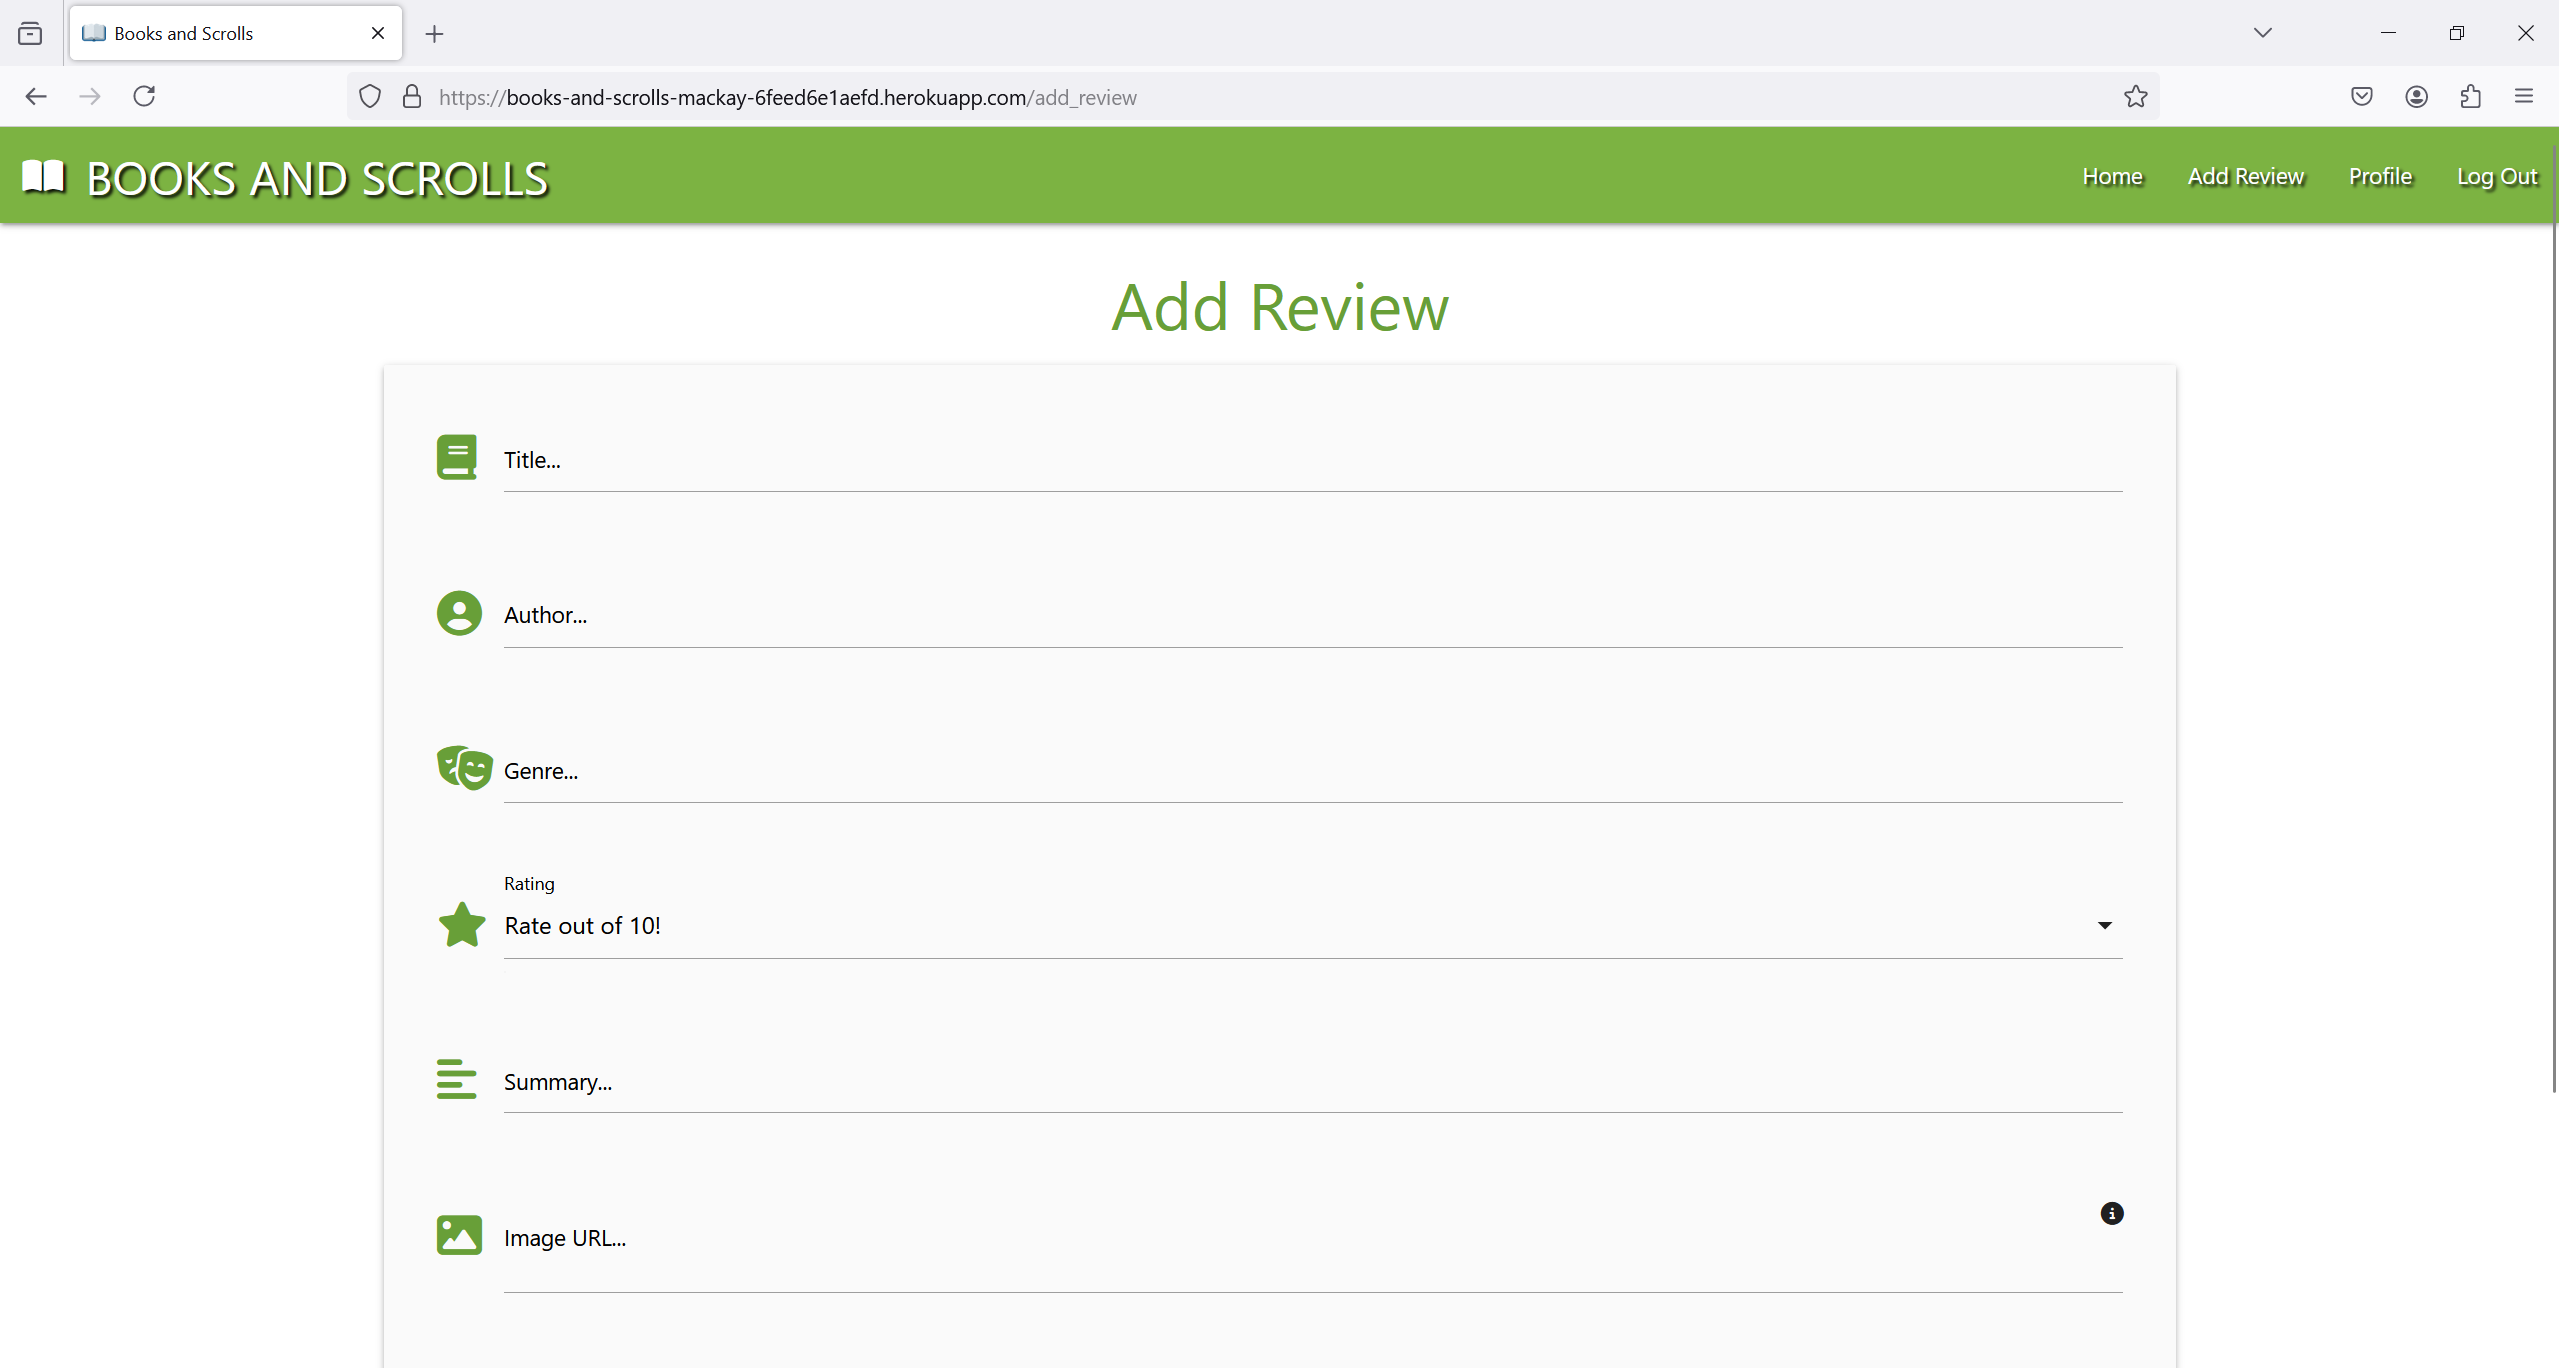 Books and Scrolls
https://books-and-scrolls-mackay-6feed6e1aefd.herokuapp.com/add_review
BOOKS AND SCROLLS
Home Add Review Profile Log Out
Add Review
Title...
Author...
Genre...
Rating
Rate out of 10!
Summary...
Image URL...